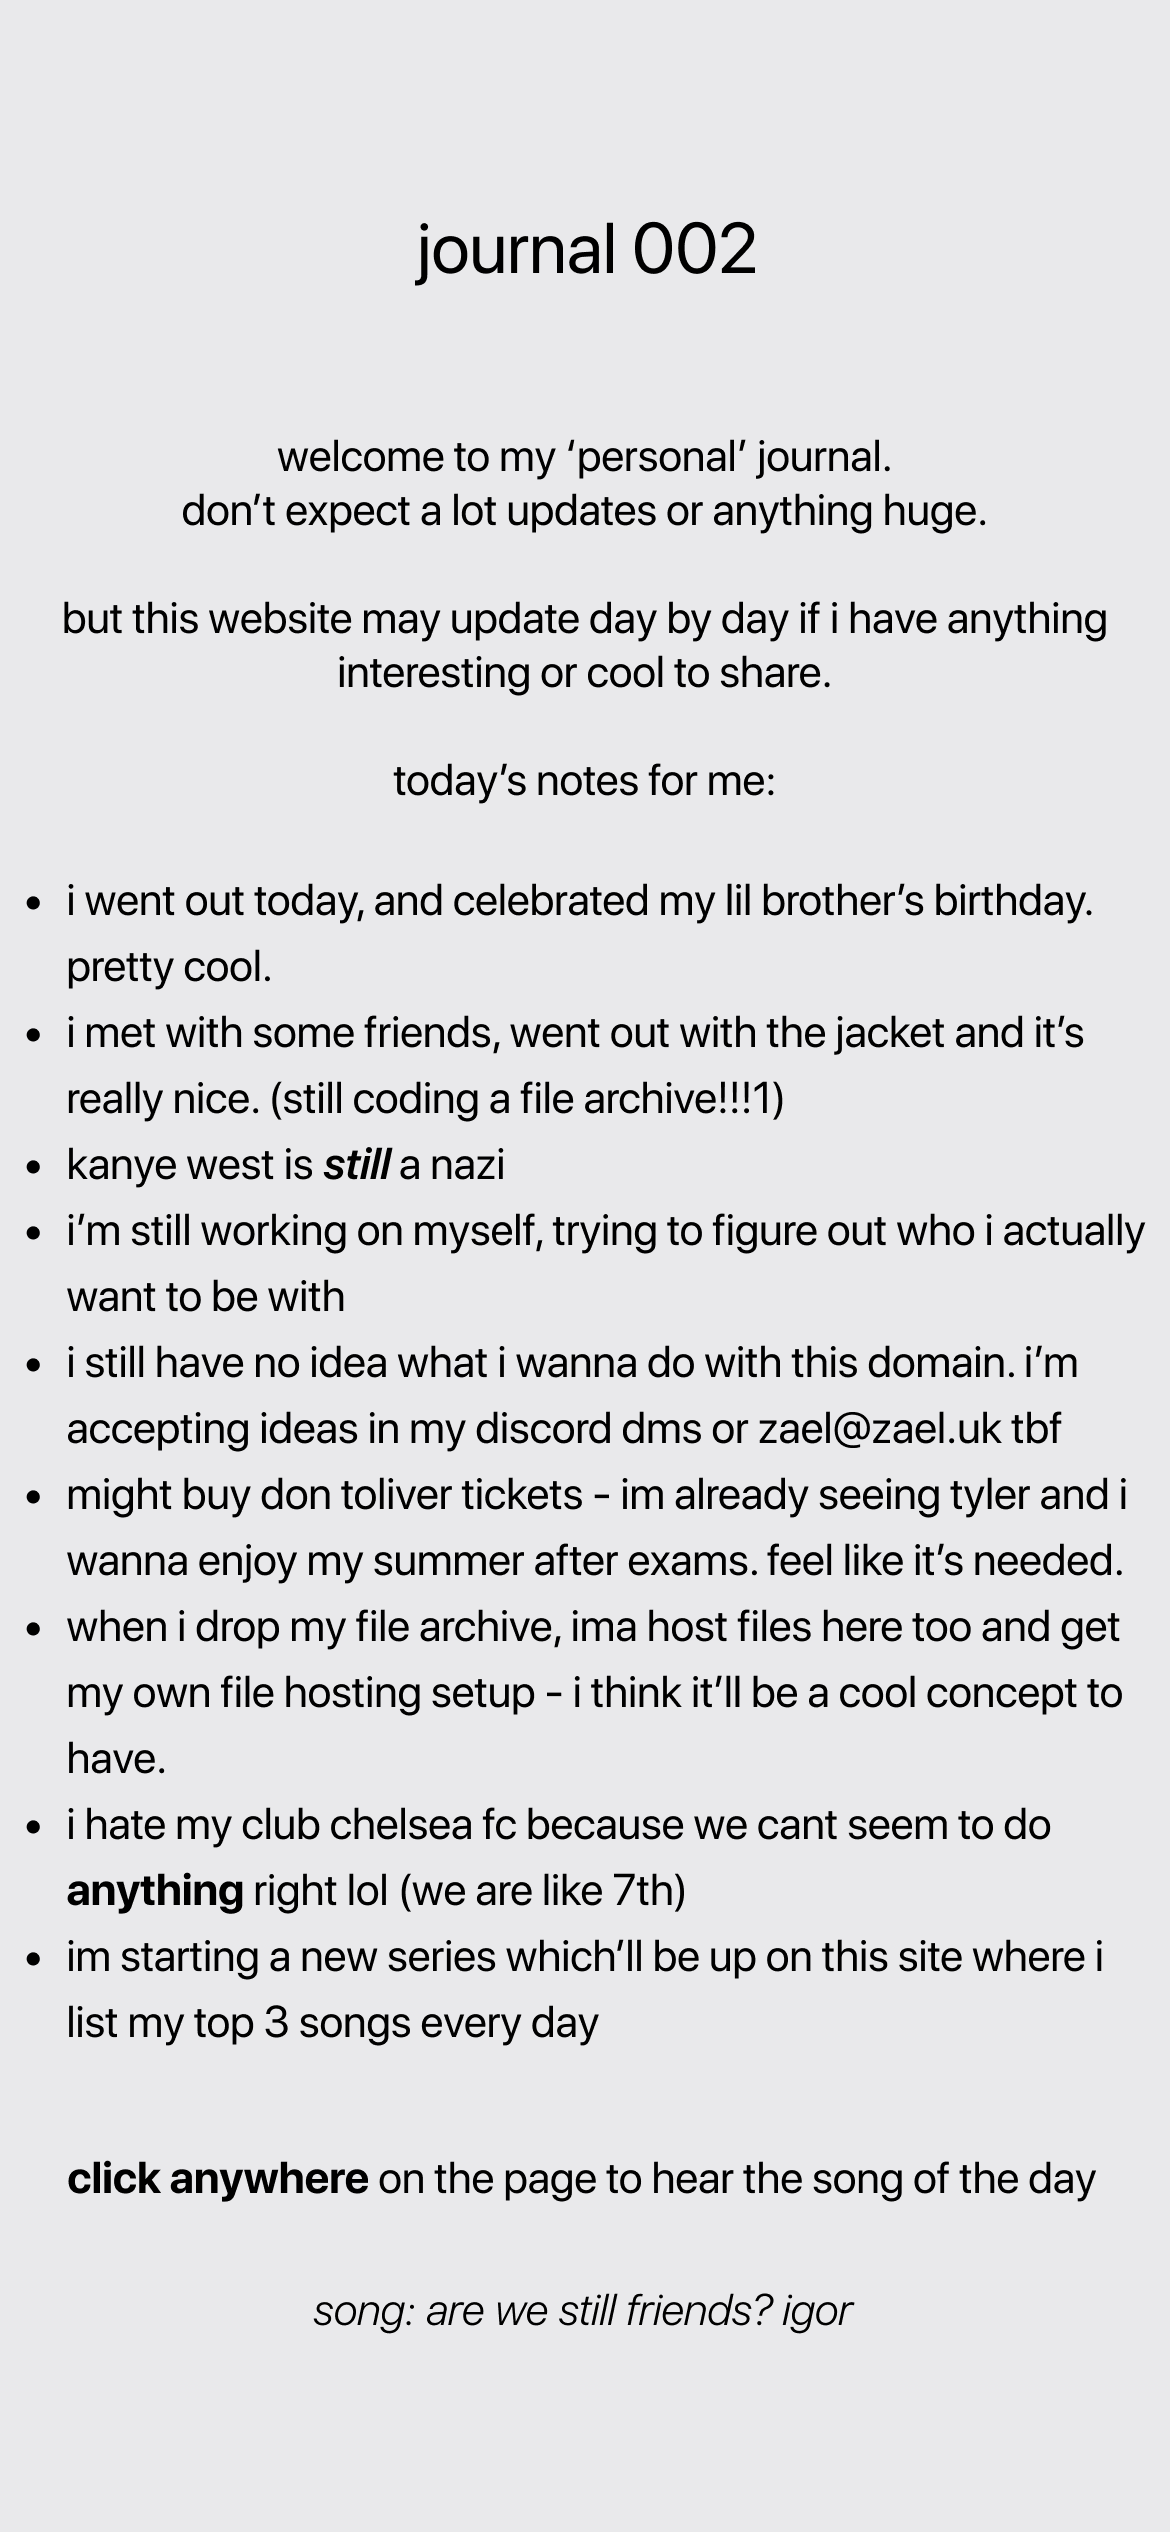 journal 002
welcome to my ‘personal’ journal.
don’t expect a lot updates or anything huge.
but this website may update day by day if i have anything
interesting or cool to share.
today’s notes for me:
• i went out today, and celebrated my lil brother’s birthday.
pretty cool.
• i met with some friends, went out with the jacket and it’s
really nice. (still coding a file archive!!!1)
• kanye west is still a nazi
• i’m still working on myself, trying to figure out who i actually
want to be with
• i still have no idea what i wanna do with this domain. i’m
accepting ideas in my discord dms or zael@zael.uk tbf
• might buy don toliver tickets - im already seeing tyler and i
wanna enjoy my summer after exams. feel like it’s needed.
• when i drop my file archive, ima host files here too and get
my own file hosting setup - i think it’ll be a cool concept to
have.
• i hate my club chelsea fc because we cant seem to do
anything right lol (we are like 7th)
• im starting a new series which’ll be up on this site where i
list my top 3 songs every day
click anywhere on the page to hear the song of the day
song: are we still friends? igor